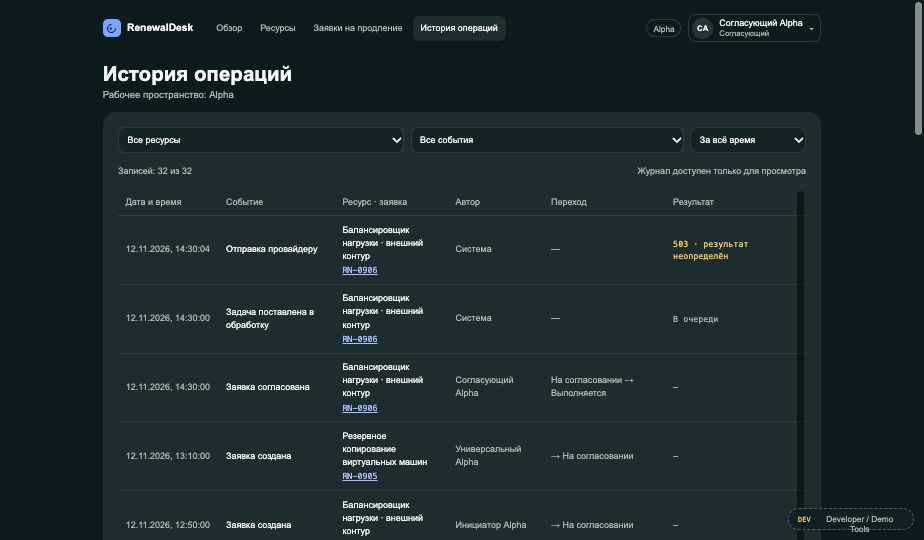 RenewalDesk Обзор Ресурсы Заявки на продление История операций Alpha СА Согласующий Alpha
Согласующий
История операций
Рабочее пространство: Alpha
Все ресурсы Все события За всё время
Записей: 32 из 32 Журнал доступен только для просмотра
Дата и время Событие Ресурс · заявка Автор Переход Результат
12.11.2026, 14:30:04 Отправка провайдеру Балансировщик
нагрузки · внешний
контур
RN-0906 Система — 503 · результат
неопределён
12.11.2026, 14:30:00 Задача поставлена в
обработку Балансировщик
нагрузки · внешний
контур
RN-0906 Система — В очереди
12.11.2026, 14:30:00 Заявка согласована Балансировщик
нагрузки · внешний
контур
RN-0906 Согласующий
Alpha На согласовании →
Выполняется –
12.11.2026, 13:10:00 Заявка создана Резервное
копирование
виртуальных машин
RN-0905 Универсальный
Alpha → На согласовании –
12.11.2026, 12:50:00 Заявка создана Балансировщик
нагрузки · внешний
контур Инициатор Alpha → На согласовании –
DEV Developer / Demo
Tools